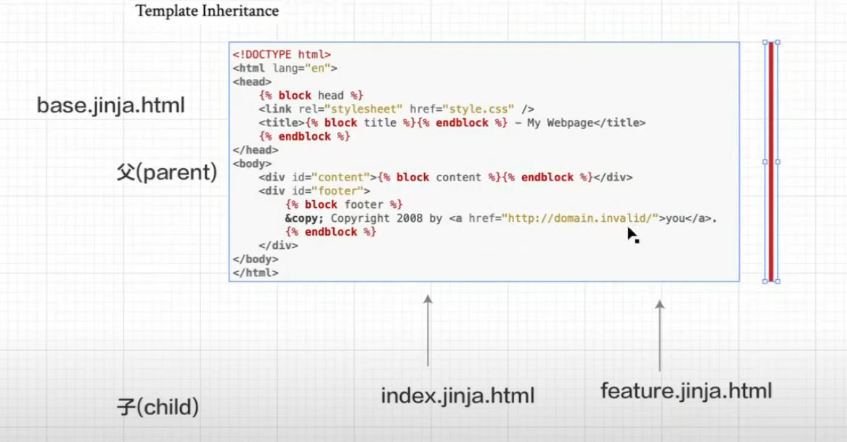 Template Inheritance
base.jinja.html
父(parent)
<!DOCTYPE html>
<html lang="en">
<head>
    {% block head %}
    <link rel="stylesheet" href="style.css" />
    <title>{% block title %}{% endblock %} - My Webpage</title>
    {% endblock %}
</head>
<body>
    <div id="content">{% block content %}{% endblock %}</div>
    <div id="footer">
        {% block footer %}
        &copy; Copyright 2008 by <a href="http://domain.invalid/">you</a>.
        {% endblock %}
    </div>
</body>
</html>
子(child)
index.jinja.html
feature.jinja.html